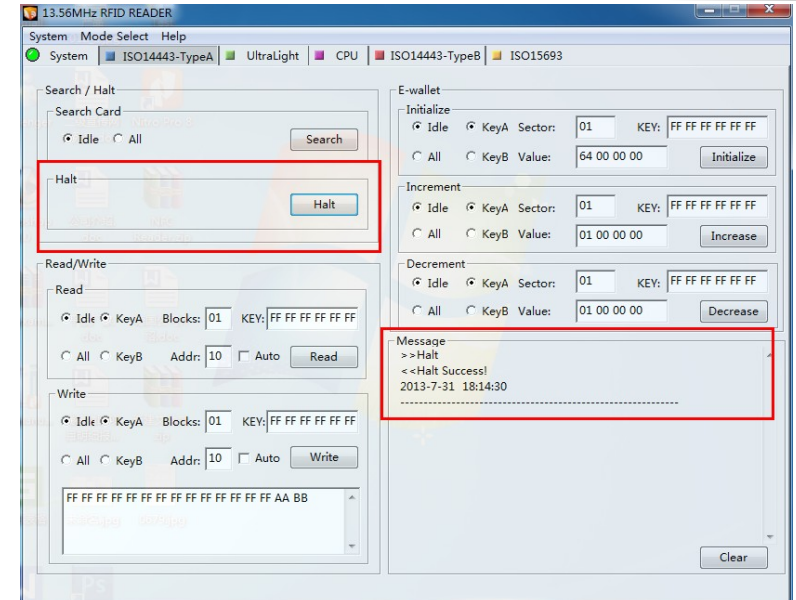 13.56MHz RFID READER
System Mode Select Help
System ISO14443-TypeA UltraLight CPU ISO14443-TypeB ISO15693
Search / Halt
Search Card
Idle All Search
Halt
Halt
Read/Write
Read
Idle KeyA Blocks: 01 KEY: FF FF FF FF FF FF
All KeyB Addr: 10 Auto Read
Write
Idle KeyA Blocks: 01 KEY: FF FF FF FF FF FF
All KeyB Addr: 10 Auto Write
FF FF FF FF FF FF FF FF FF FF FF FF FF FF AA BB
E-wallet
Initialize
Idle KeyA Sector: 01 KEY: FF FF FF FF FF FF
All KeyB Value: 64 00 00 00 Initialize
Increment
Idle KeyA Sector: 01 KEY: FF FF FF FF FF FF
All KeyB Value: 01 00 00 00 Increase
Decrement
Idle KeyA Sector: 01 KEY: FF FF FF FF FF FF
All KeyB Value: 01 00 00 00 Decrease
Message
>>Halt
<<Halt Success!
2013-7-31 18:14:30
----------------------------------------------------------------------
Clear